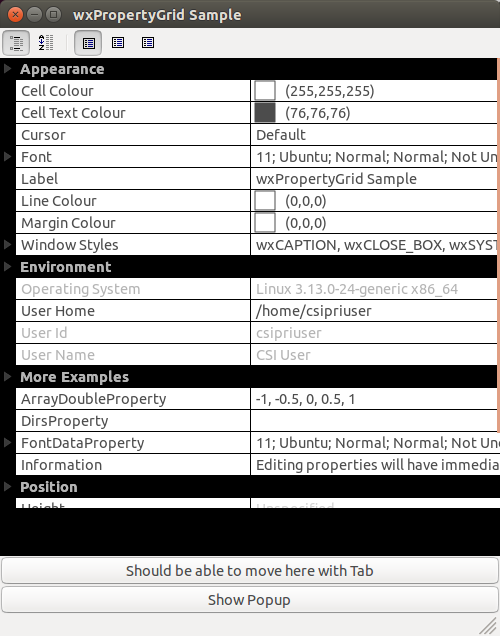 wxPropertyGrid Sample
Appearance
Cell Colour (255,255,255)
Cell Text Colour (76,76,76)
Cursor Default
Font 11; Ubuntu; Normal; Normal; Not Un
Label wxPropertyGrid Sample
Line Colour (0,0,0)
Margin Colour (0,0,0)
Window Styles wxCAPTION, wxCLOSE_BOX, wxSYST
Environment
Operating System Linux 3.13.0-24-generic x86_64
User Home /home/csipriuser
User Id csipriuser
User Name CSI User
More Examples
ArrayDoubleProperty -1, -0.5, 0, 0.5, 1
DirsProperty
FontDataProperty 11; Ubuntu; Normal; Normal; Not Und
Information Editing properties will have immedia
Position
Height Unspecified
Should be able to move here with Tab
Show Popup